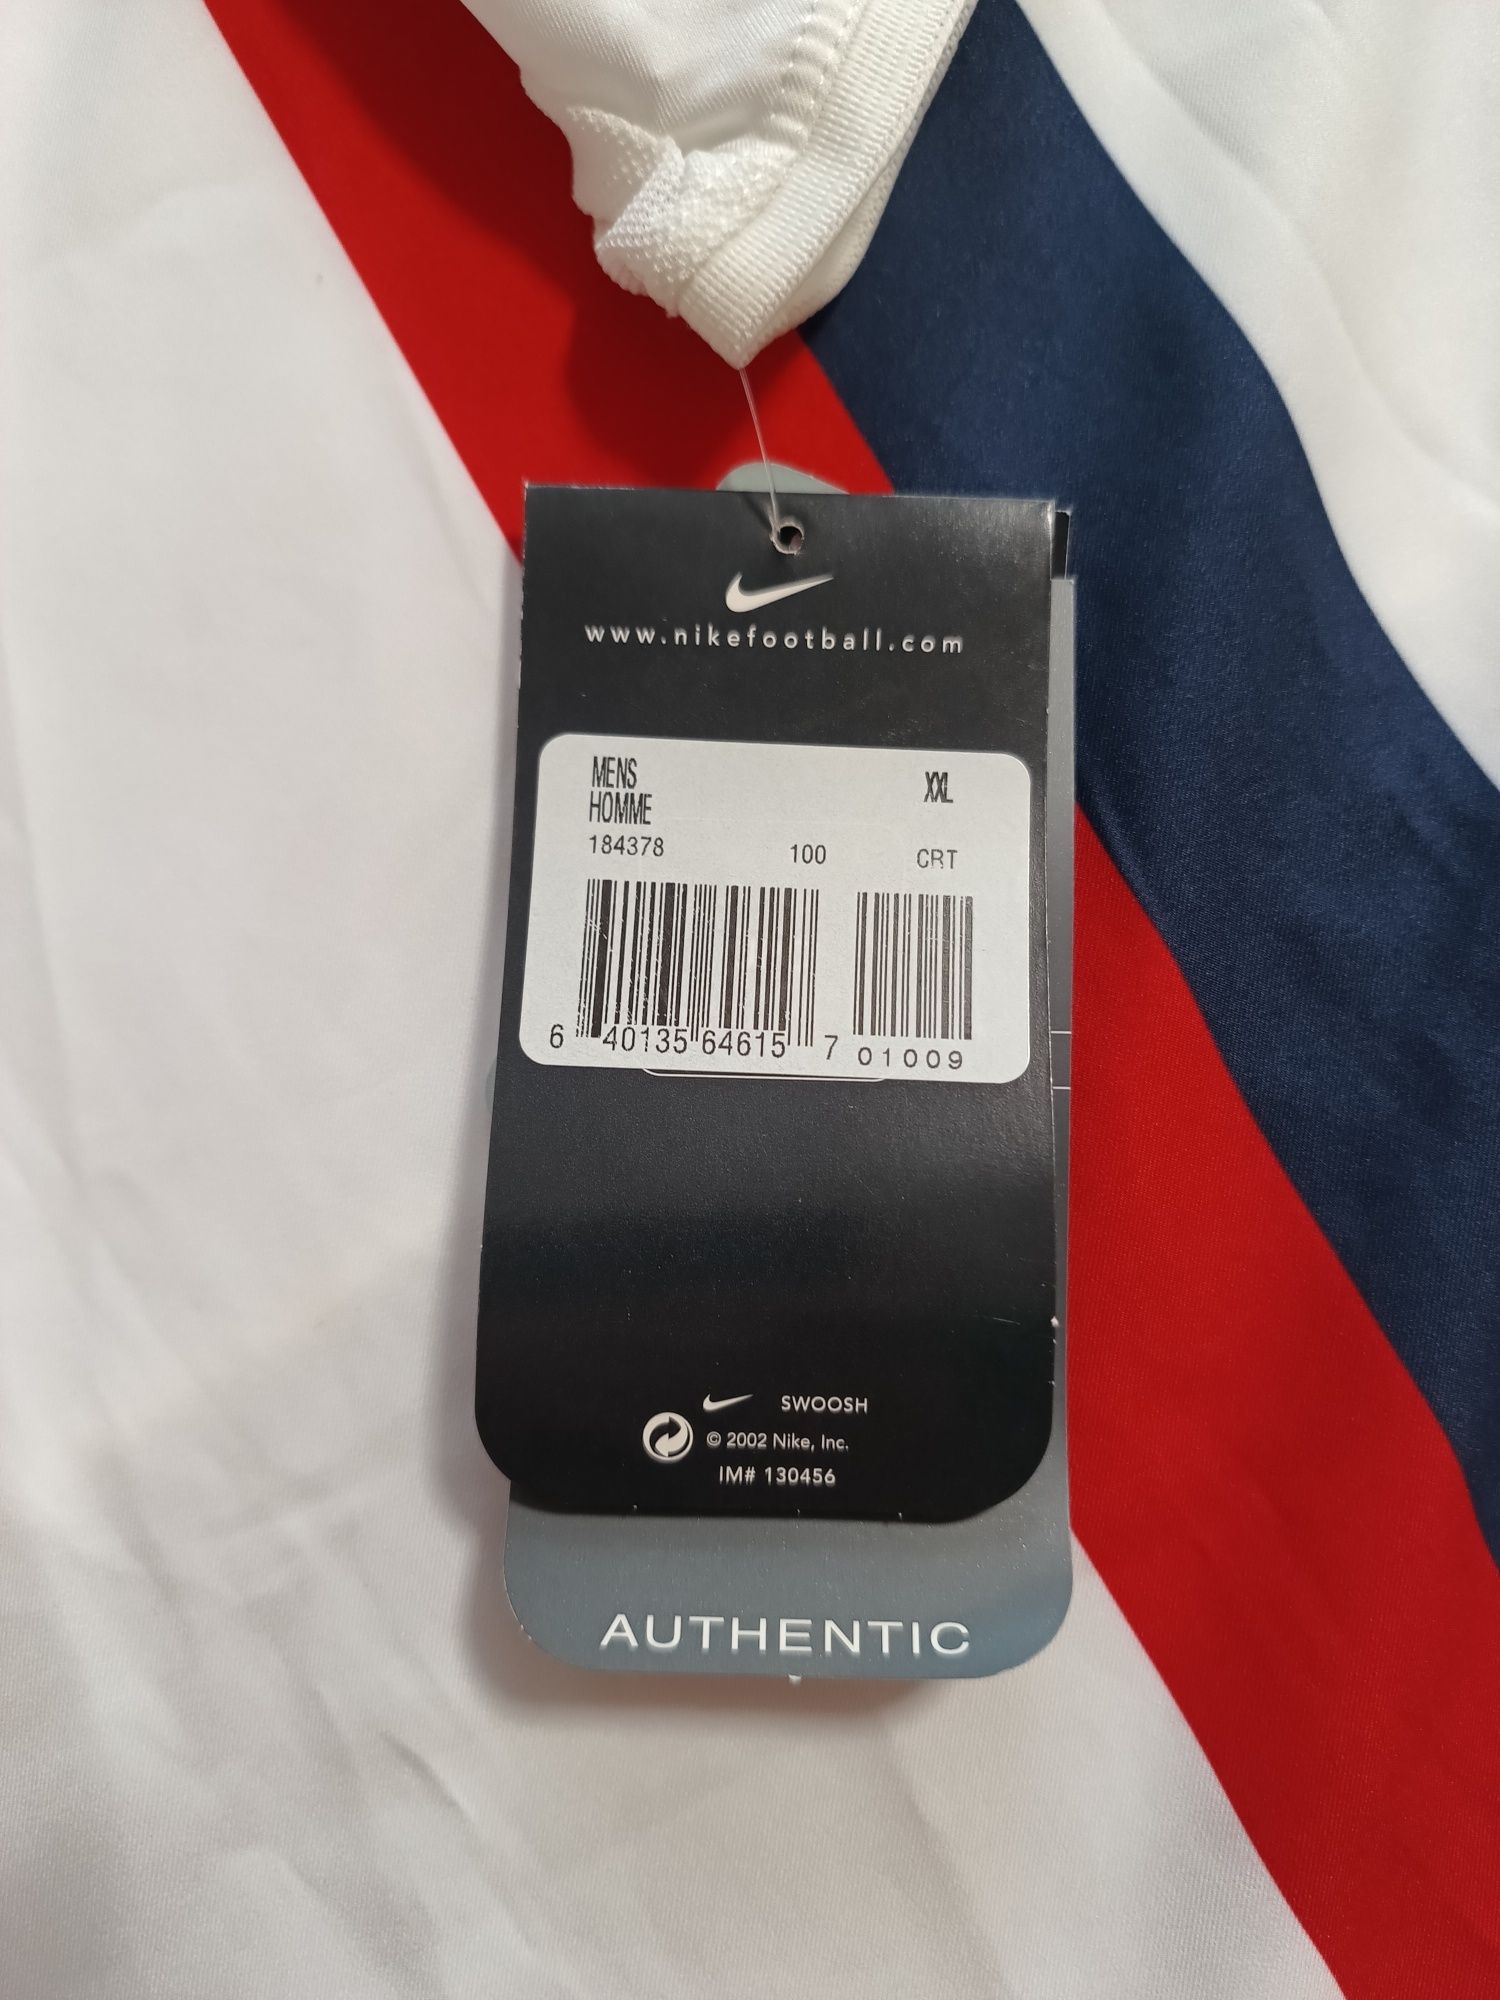 www.nikefootball.com
MENS XXL
HOMME
184378 100 CRT
6 40135 64615 7 01009
SWOOSH
© 2002 Nike, Inc.
IM# 130456
AUTHENTIC